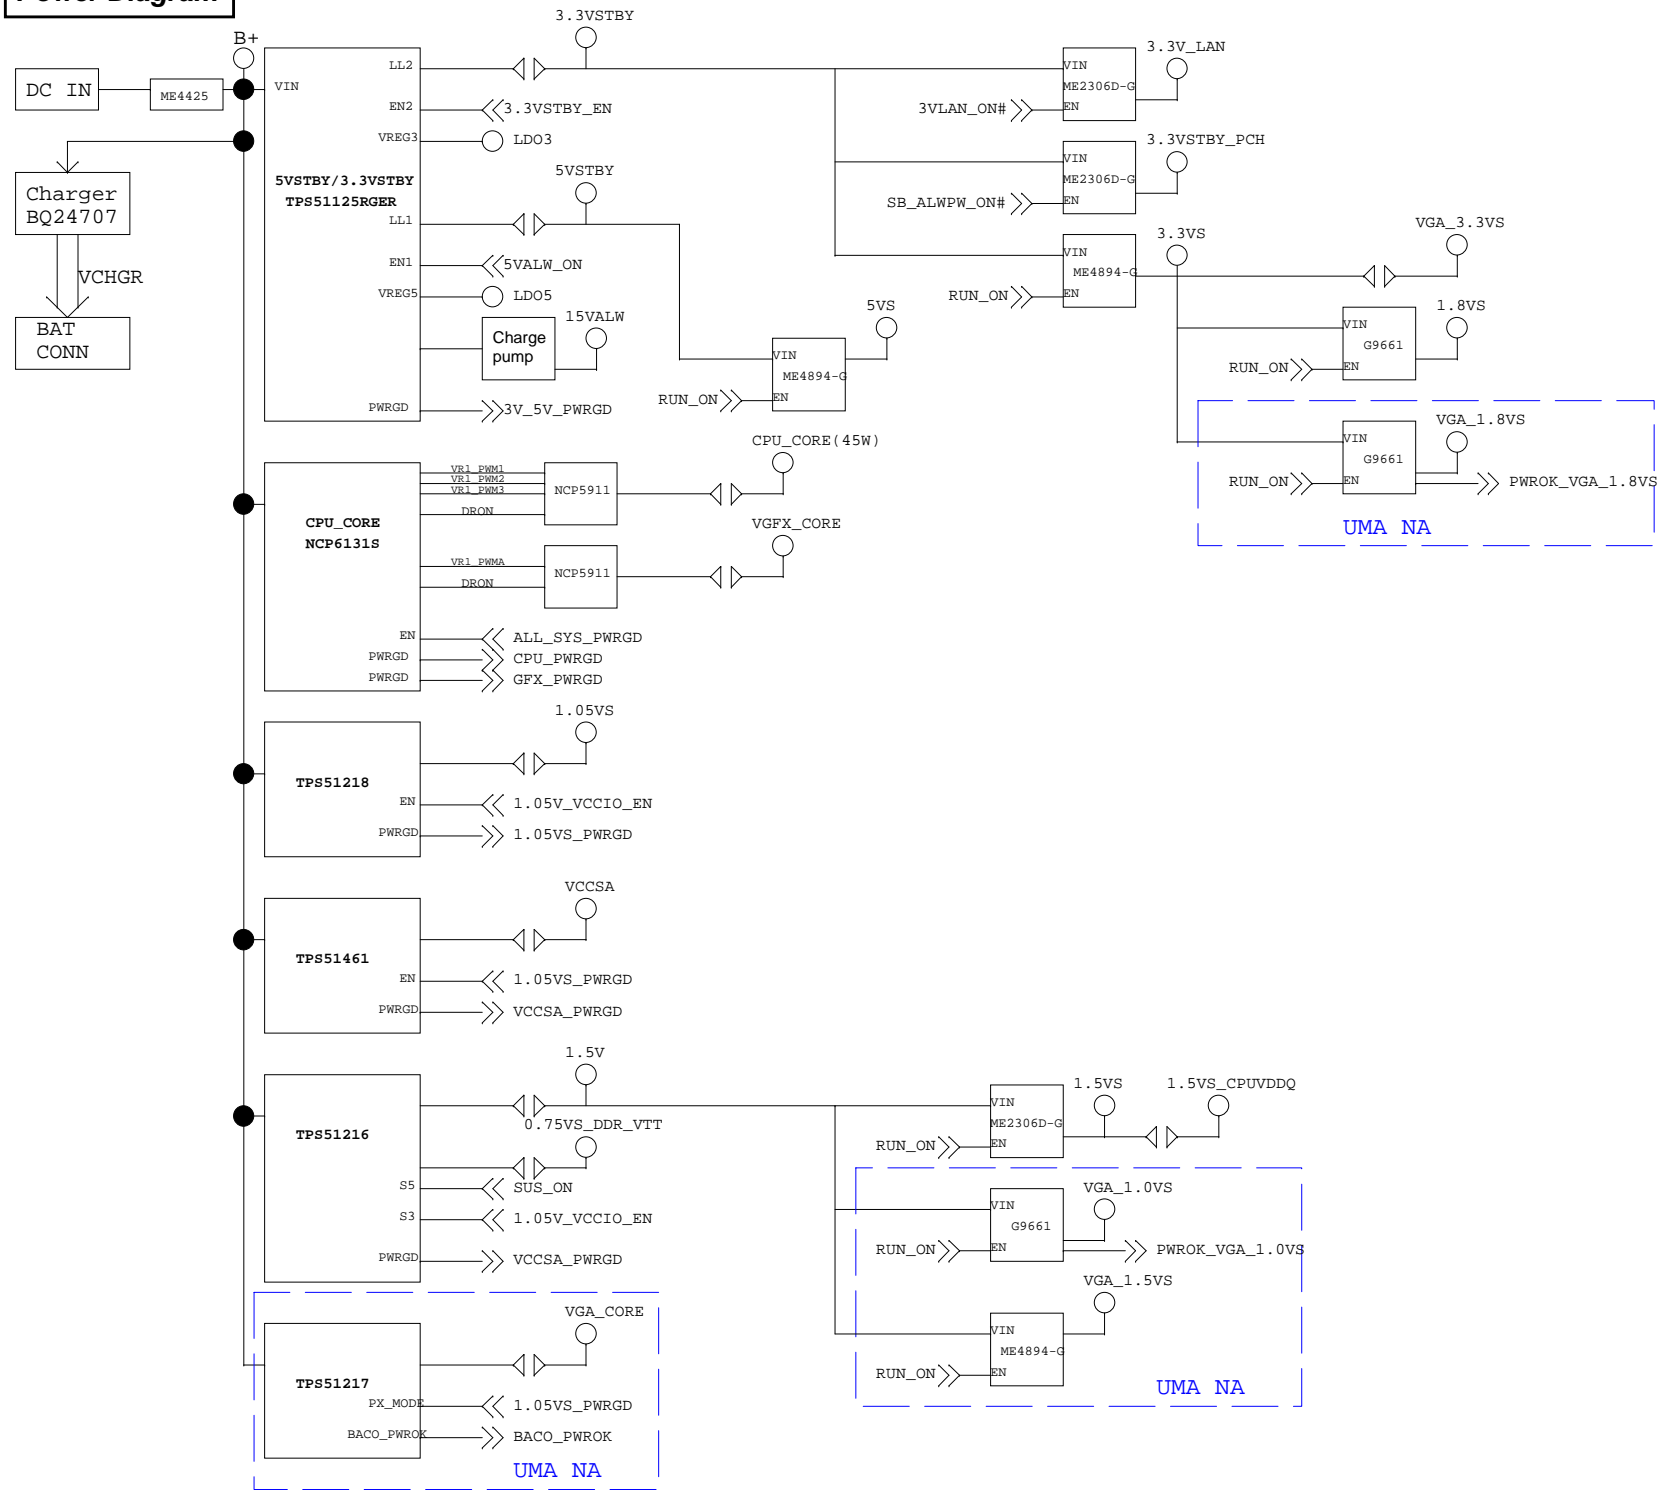 Power Diagram
B+
DC IN
ME4425
VIN
5VSTBY/3.3VSTBY
TPS51125RGER
LL2
EN2
VREG3
LL1
EN1
VREG5
PWRGD
3.3VSTBY
3.3VSTBY_EN
LDO3
5VSTBY
5VALW_ON
LDO5
Charge
pump
15VALW
3V_5V_PWRGD
Charger
BQ24707
VCHGR
BAT
CONN
VIN
ME2306D-G
EN
3.3V_LAN
3VLAN_ON#
VIN
ME2306D-G
EN
3.3VSTBY_PCH
SB_ALWPW_ON#
VIN
ME4894-G
EN
3.3VS
RUN_ON
VGA_3.3VS
5VS
VIN
ME4894-G
EN
RUN_ON
1.8VS
VIN
G9661
EN
RUN_ON
VGA_1.8VS
VIN
G9661
EN
RUN_ON
PWROK_VGA_1.8VS
UMA NA
CPU_CORE
NCP6131S
VR1_PWM1
VR1_PWM2
VR1_PWM3
DRON
NCP5911
CPU_CORE(45W)
VR1_PWMA
DRON
NCP5911
VGFX_CORE
EN
ALL_SYS_PWRGD
PWRGD
CPU_PWRGD
PWRGD
GFX_PWRGD
1.05VS
TPS51218
EN
1.05V_VCCIO_EN
PWRGD
1.05VS_PWRGD
VCCSA
TPS51461
EN
1.05VS_PWRGD
PWRGD
VCCSA_PWRGD
1.5V
TPS51216
0.75VS_DDR_VTT
S5
SUS_ON
S3
1.05V_VCCIO_EN
PWRGD
VCCSA_PWRGD
VIN
ME2306D-G
EN
RUN_ON
1.5VS
1.5VS_CPUVDDQ
VGA_1.0VS
VIN
G9661
EN
RUN_ON
PWROK_VGA_1.0VS
VGA_1.5VS
VIN
ME4894-G
EN
RUN_ON
UMA NA
VGA_CORE
TPS51217
PX_MODE
1.05VS_PWRGD
BACO_PWROK
BACO_PWROK
UMA NA